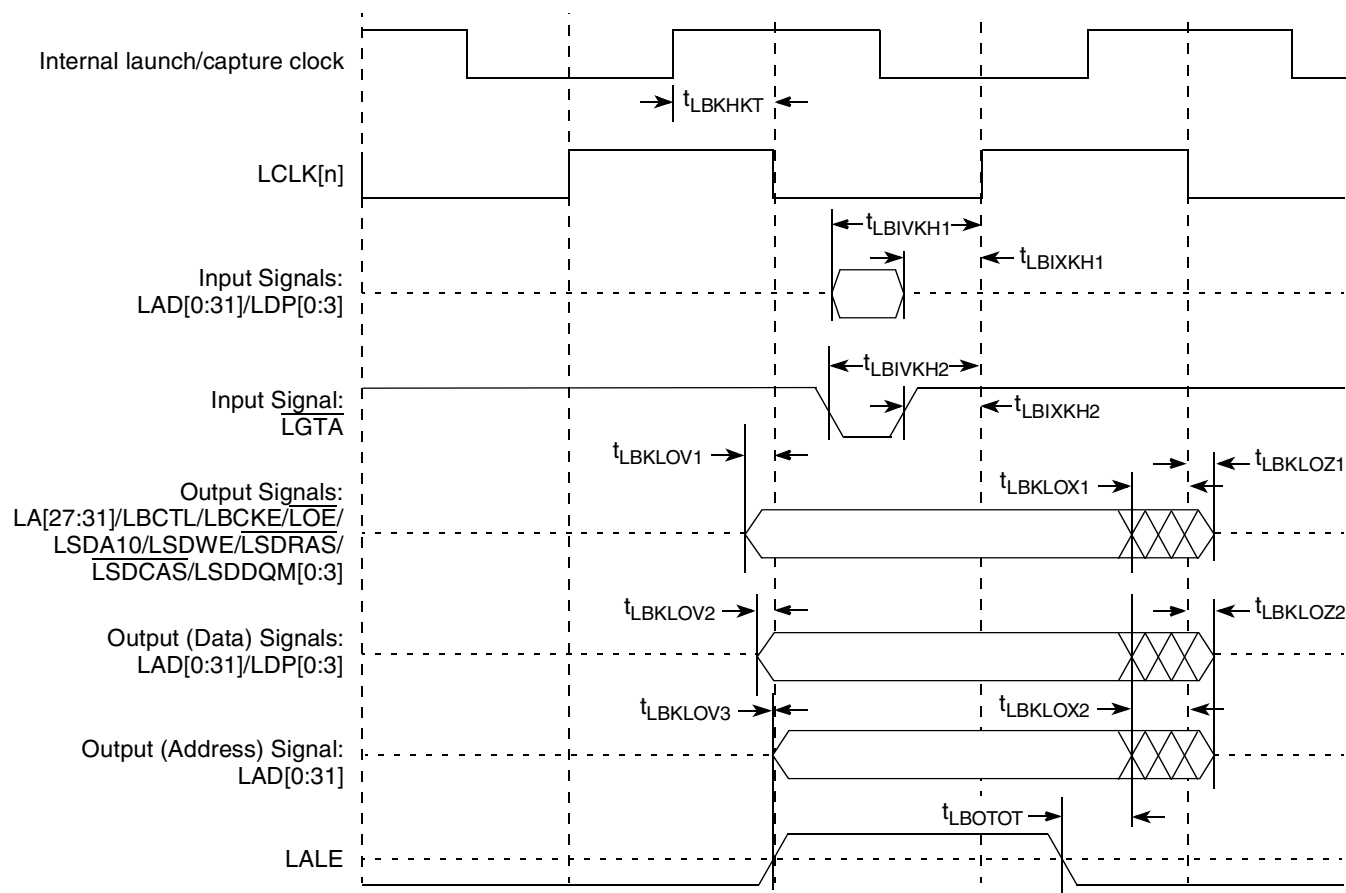 Internal launch/capture clock
tLBKHKT
LCLK[n]
tLBIVKH1
tLBIXKH1
Input Signals:
LAD[0:31]/LDP[0:3]
tLBIVKH2
tLBIXKH2
Input Signal:
LGTA
tLBKLOV1
tLBKLOZ1
tLBKLOX1
Output Signals:
LA[27:31]/LBCTL/LBCKE/LOE/
LSDA10/LSDWE/LSDRAS/
LSDCAS/LSDDQM[0:3]
tLBKLOV2
tLBKLOZ2
Output (Data) Signals:
LAD[0:31]/LDP[0:3]
tLBKLOV3
tLBKLOX2
Output (Address) Signal:
LAD[0:31]
tLBOTOT
LALE